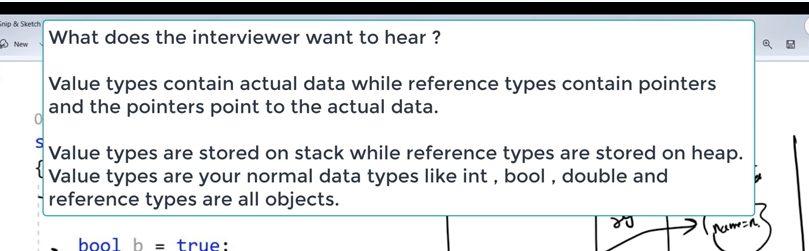 Snip & Sketch
New
What does the interviewer want to hear ?
Value types contain actual data while reference types contain pointers
and the pointers point to the actual data.
Value types are stored on stack while reference types are stored on heap.
Value types are your normal data types like int , bool , double and
reference types are all objects.
{
bool b = true;